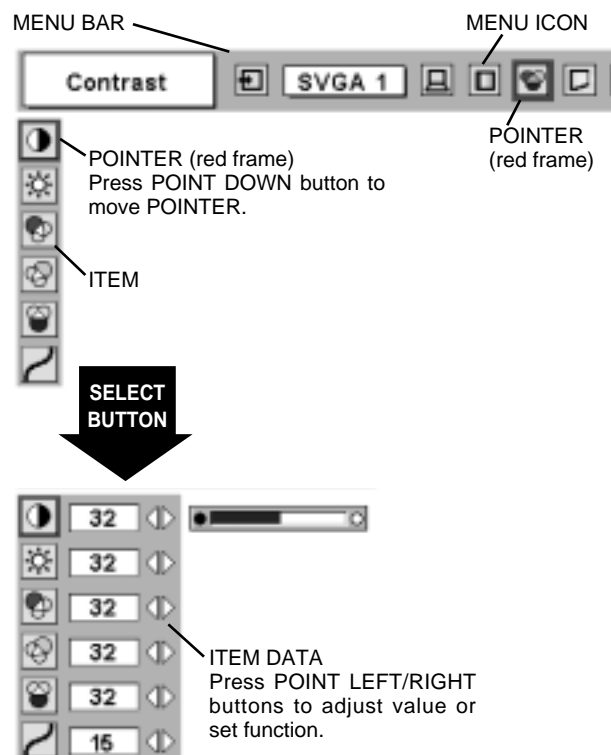 MENU BAR
MENU ICON
Contrast
SVGA 1
POINTER
(red frame)
POINTER (red frame)
Press POINT DOWN button to
move POINTER.
ITEM
SELECT
BUTTON
32
32
32
32
32
15
ITEM DATA
Press POINT LEFT/RIGHT
buttons to adjust value or
set function.